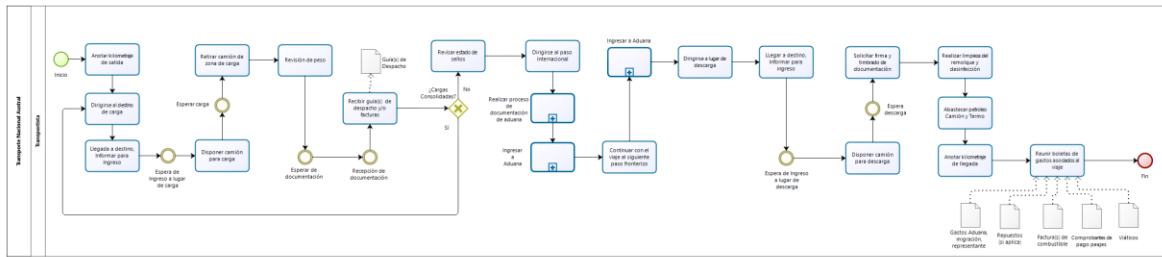 Transporte Nacional Austral
Transportista
Inicio
Anotar kilometraje
de salida
Dirigirse al destino
de carga
Llegada a destino,
Informar para
Ingreso
Espera de
Ingreso a lugar
de carga
Disponer camión
para carga
Esperar carga
Retirar camión de
zona de carga
Revisión de peso
Esperar de
documentación
Recepción de
documentación
Recibir guía(s) de
despacho y/o
facturas
Guía(s) de
Despacho
¿Cargas
Consolidadas?
No
Si
Revisar estado de
sellos
Dirigirse al paso
Internacional
Realizar proceso
de documentación
de aduana
Ingresar
a
Aduana
Continuar con el
viaje al siguiente
paso fronterizo
Ingresar a Aduana
Dirigirse a lugar de
descarga
Llegar a destino,
Informar para
Ingreso
Espera de Ingreso
a lugar de
descarga
Disponer camión
para descarga
Espera
descarga
Solicitar firma y
timbrado de
documentación
Realizar limpieza del
remolque y
desinfección
Abastecer petróleo
Camión y Termo
Anotar kilometraje
de llegada
Reunir boletas de
gastos asociados al
viaje
Fin
Gastos Aduana,
migración,
representante
Repuestos
(si aplica)
Factura(s) de
combustible
Comprobantes de
pago peajes
Viáticos